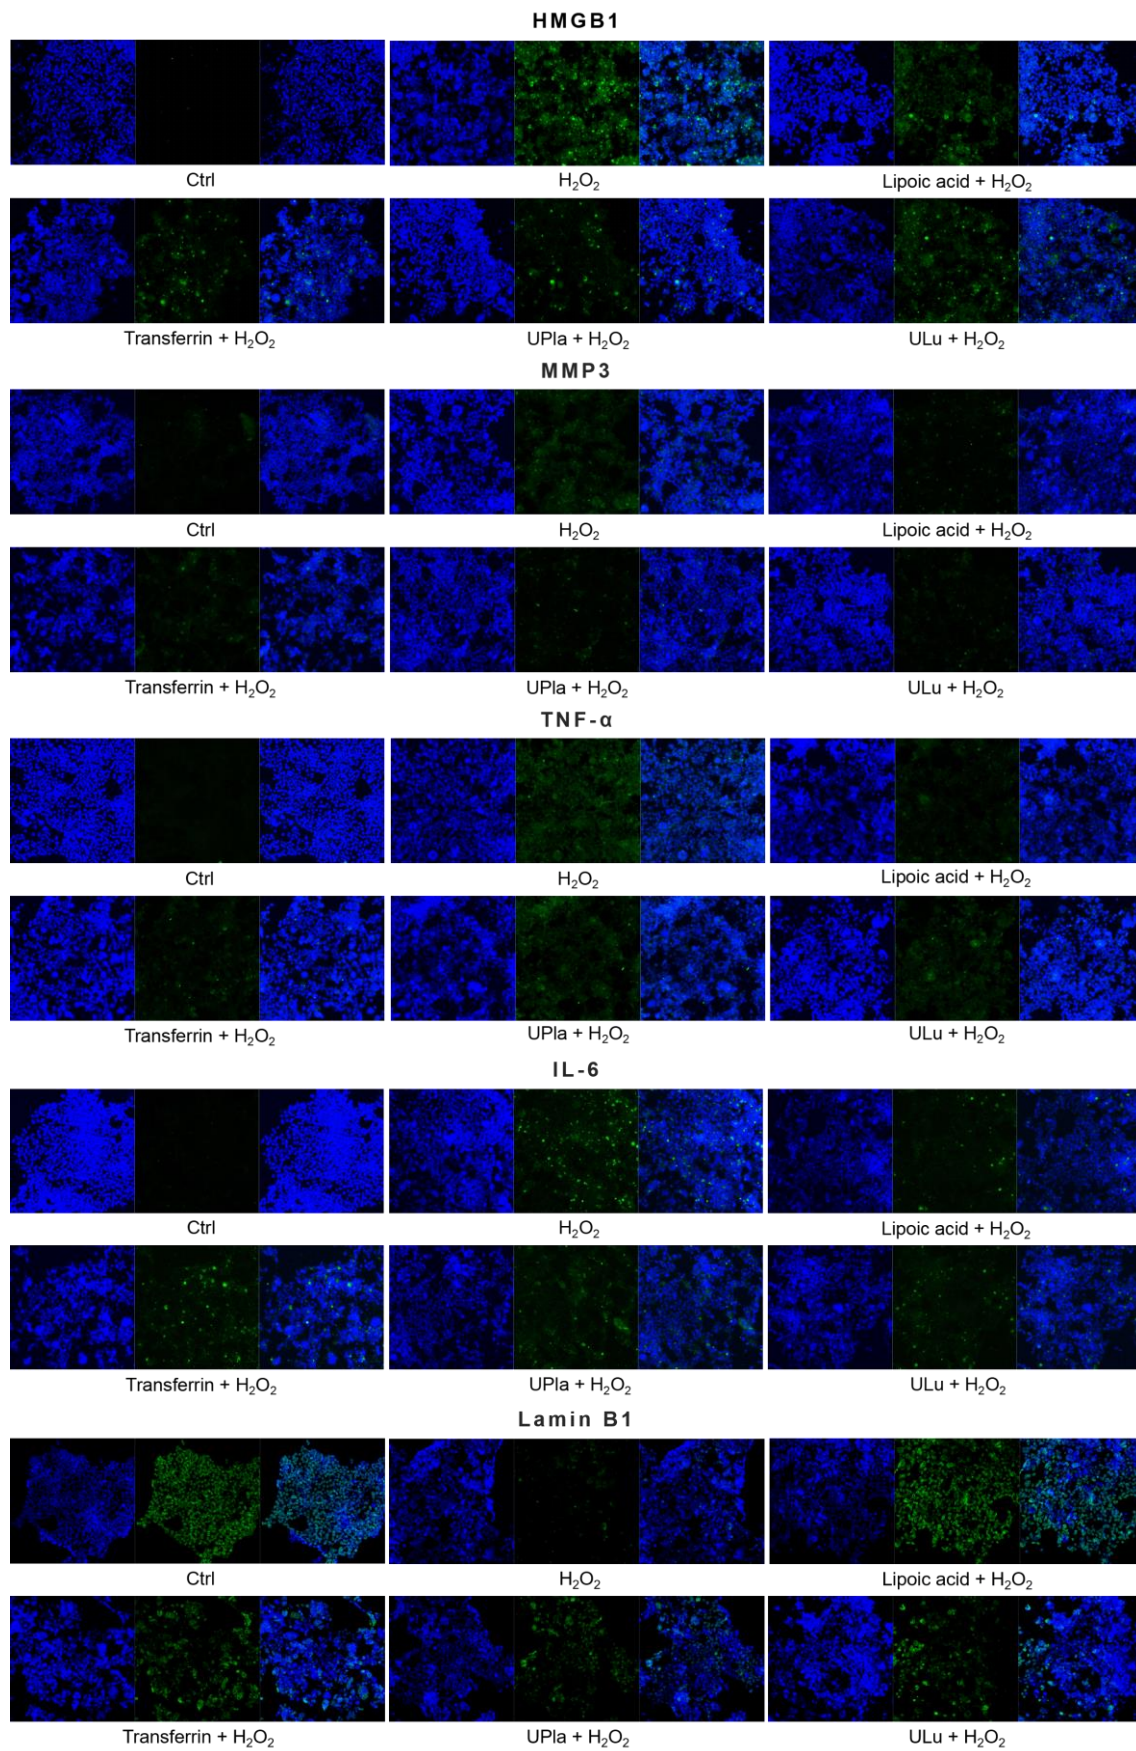 HMGB1
Ctrl
H₂O₂
Lipoic acid + H₂O₂
Transferrin + H₂O₂
UPla + H₂O₂
ULu + H₂O₂
MMP3
Ctrl
H₂O₂
Lipoic acid + H₂O₂
Transferrin + H₂O₂
UPla + H₂O₂
ULu + H₂O₂
TNF-α
Ctrl
H₂O₂
Lipoic acid + H₂O₂
Transferrin + H₂O₂
UPla + H₂O₂
ULu + H₂O₂
IL-6
Ctrl
H₂O₂
Lipoic acid + H₂O₂
Transferrin + H₂O₂
UPla + H₂O₂
ULu + H₂O₂
Lamin B1
Ctrl
H₂O₂
Lipoic acid + H₂O₂
Transferrin + H₂O₂
UPla + H₂O₂
ULu + H₂O₂